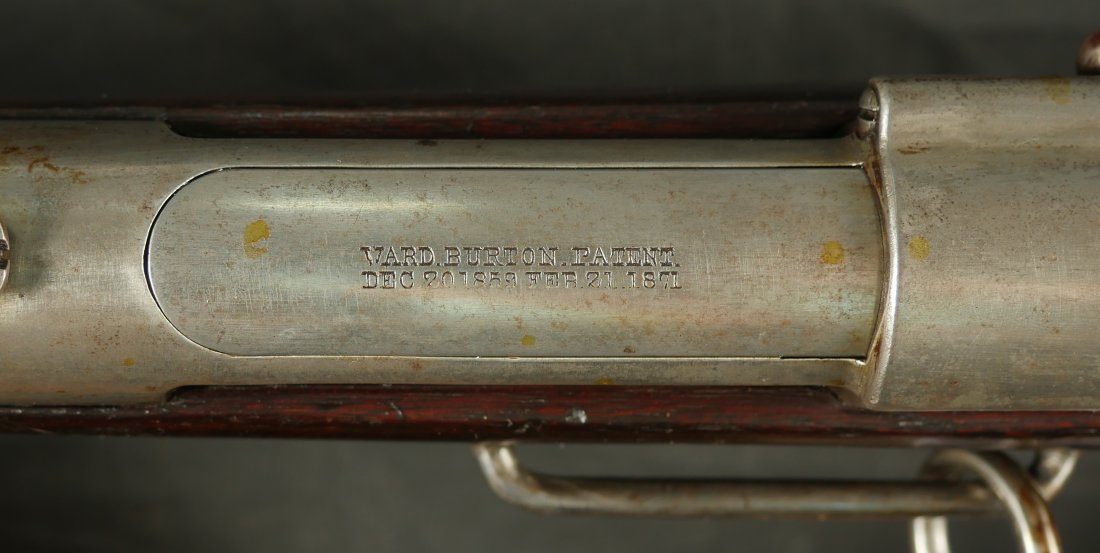 WARD.BURTON.PATENT.
DEC 20 1859 FEB.21.1871